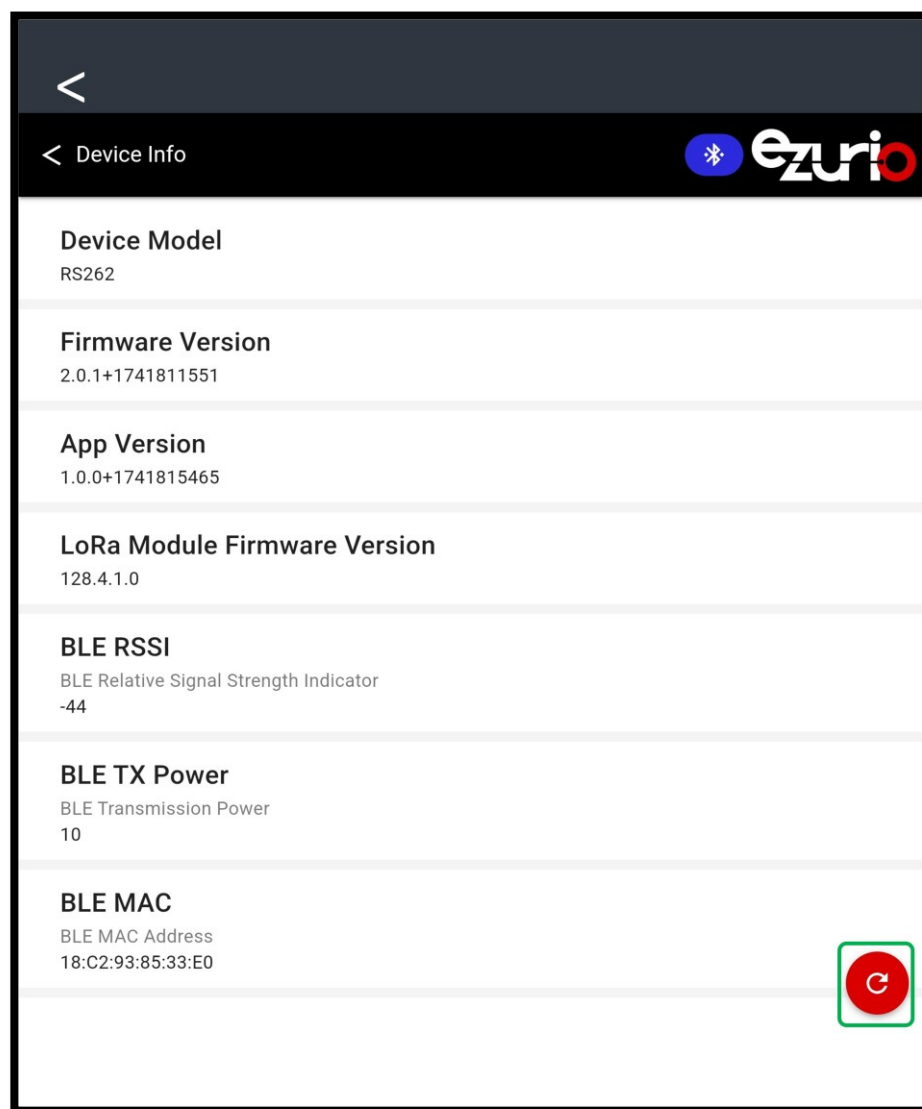 <
< Device Info
ezurio
Device Model
RS262
Firmware Version
2.0.1+1741811551
App Version
1.0.0+1741815465
LoRa Module Firmware Version
128.4.1.0
BLE RSSI
BLE Relative Signal Strength Indicator
-44
BLE TX Power
BLE Transmission Power
10
BLE MAC
BLE MAC Address
18:C2:93:85:33:E0